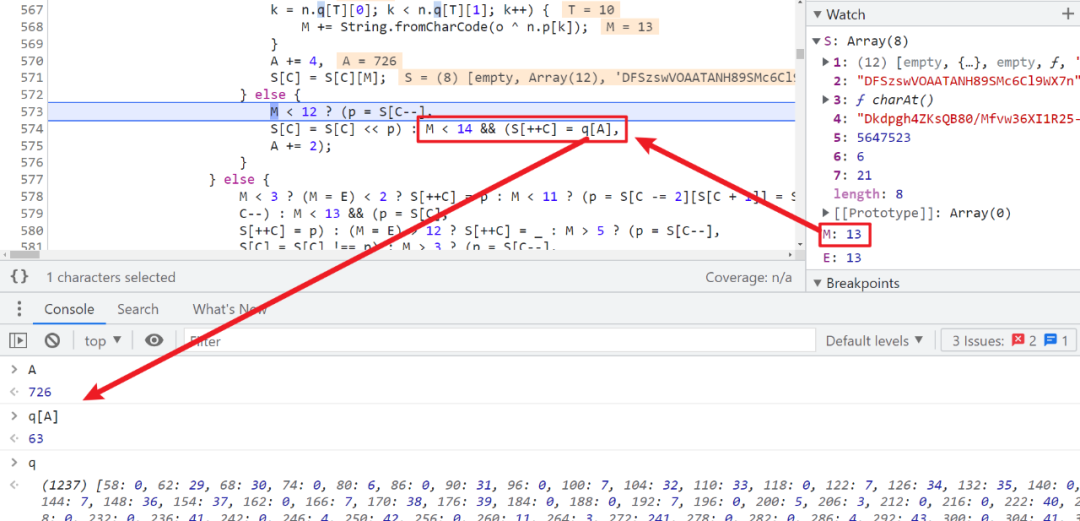 567 k = n.q[T][0]; k < n.q[T][1]; k++) { T = 10
568 M += String.fromCharCode(o ^ n.p[k]); M = 13
569 }
570 A += 4, A = 726
571 S[C] = S[C][M]; S = (8) [empty, Array(12), 'DFSzswVOAATANH89SMc6Cl9
572 } else {
573 M < 12 ? (p = S[C--],
574 S[C] = S[C] << p) : M < 14 && (S[++C] = q[A],
575 A += 2);
576 }
577 } else {
578 M < 3 ? (M = E) < 2 ? S[++C] = p : M < 11 ? (p = S[C -= 2][S[C + 1]] = S
579 C--) : M < 13 && (p = S[C],
580 S[++C] = p) : (M = E) > 12 ? S[++C] = _ : M > 5 ? (p = S[C--],
581 S[C] = S[C] !== p) : M > 3 ? (p = S[C--],
{} 1 characters selected Coverage: n/a
Watch
S: Array(8)
1: (12) [empty, {…}, empty, ƒ, '
2: "DFSzswVOAATANH89SMc6Cl9WX7n"
3: ƒ charAt()
4: "Dkdpgh4ZKsQB80/Mfvw36XI1R25-
5: 5647523
6: 6
7: 21
length: 8
[[Prototype]]: Array(0)
M: 13
E: 13
Breakpoints
Console Search What's New
top Filter Default levels 3 Issues: 2 1
> A
726
> q[A]
63
> q
(1237) [58: 0, 62: 29, 68: 30, 74: 0, 80: 6, 86: 0, 90: 31, 96: 0, 100: 7, 104: 32, 110: 33, 118: 0, 122: 7, 126: 34, 132: 35, 140: 0,
144: 7, 148: 36, 154: 37, 162: 0, 166: 7, 170: 38, 176: 39, 184: 0, 188: 0, 192: 7, 196: 0, 200: 5, 206: 3, 212: 0, 216: 0, 222: 40,
8: 0, 232: 0, 236: 41, 242: 0, 246: 4, 250: 42, 256: 0, 260: 11, 264: 3, 272: 241, 278: 0, 282: 0, 286: 4, 292: 43, 300: 0, 304: 41,